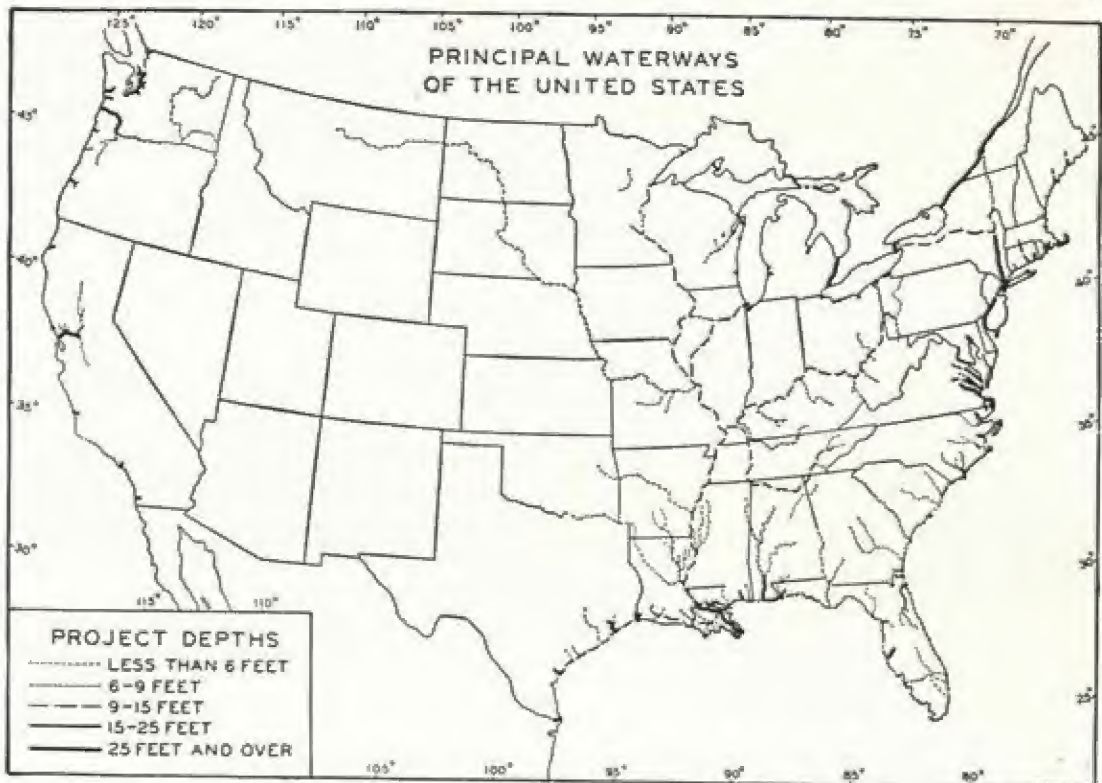 125° 120° 115° 110° 105° 100° 95° 90° 85° 80° 75° 70°
PRINCIPAL WATERWAYS
OF THE UNITED STATES
45°
40°
35°
30°
25°
115° 110°
PROJECT DEPTHS
LESS THAN 6 FEET
6-9 FEET
9-15 FEET
15-25 FEET
25 FEET AND OVER
105° 100° 95° 90° 85° 80°